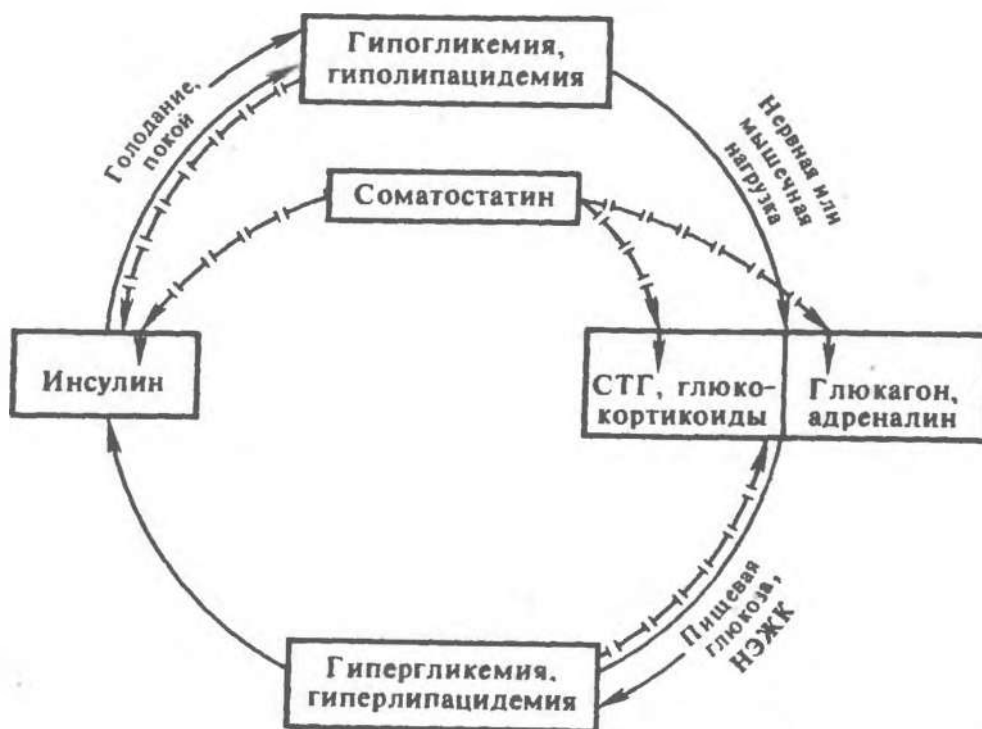 Гипогликемия,
гиполипацидемия
Голодание,
покой
Нервная или
мышечная
нагрузка
Соматостатин
Инсулин
СТГ, глюко-
кортикоиды
Глюкагон,
адреналин
Пищевая
глюкоза,
НЭЖК
Гипергликемия,
гиперлипацидемия